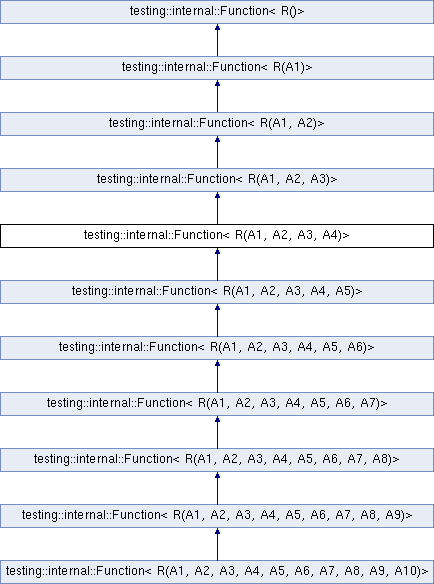 testing::internal::Function< R()>
testing::internal::Function< R(A1)>
testing::internal::Function< R(A1, A2)>
testing::internal::Function< R(A1, A2, A3)>
testing::internal::Function< R(A1, A2, A3, A4)>
testing::internal::Function< R(A1, A2, A3, A4, A5)>
testing::internal::Function< R(A1, A2, A3, A4, A5, A6)>
testing::internal::Function< R(A1, A2, A3, A4, A5, A6, A7)>
testing::internal::Function< R(A1, A2, A3, A4, A5, A6, A7, A8)>
testing::internal::Function< R(A1, A2, A3, A4, A5, A6, A7, A8, A9)>
testing::internal::Function< R(A1, A2, A3, A4, A5, A6, A7, A8, A9, A10)>